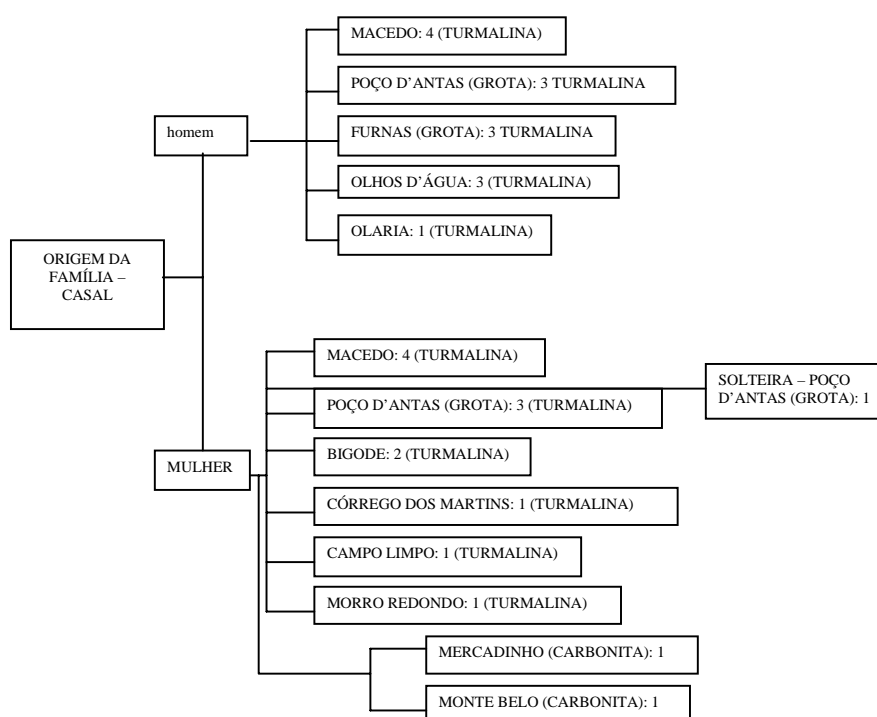 MACEDO: 4 (TURMALINA)
POÇO D'ANTAS (GROTA): 3 TURMALINA
homem
FURNAS (GROTA): 3 TURMALINA
OLHOS D'ÁGUA: 3 (TURMALINA)
OLARIA: 1 (TURMALINA)
ORIGEM DA
FAMÍLIA –
CASAL
MACEDO: 4 (TURMALINA)
SOLTEIRA – POÇO
D'ANTAS (GROTA): 1
POÇO D'ANTAS (GROTA): 3 (TURMALINA)
BIGODE: 2 (TURMALINA)
MULHER
CÓRREGO DOS MARTINS: 1 (TURMALINA)
CAMPO LIMPO: 1 (TURMALINA)
MORRO REDONDO: 1 (TURMALINA)
MERCADINHO (CARBONITA): 1
MONTE BELO (CARBONITA): 1